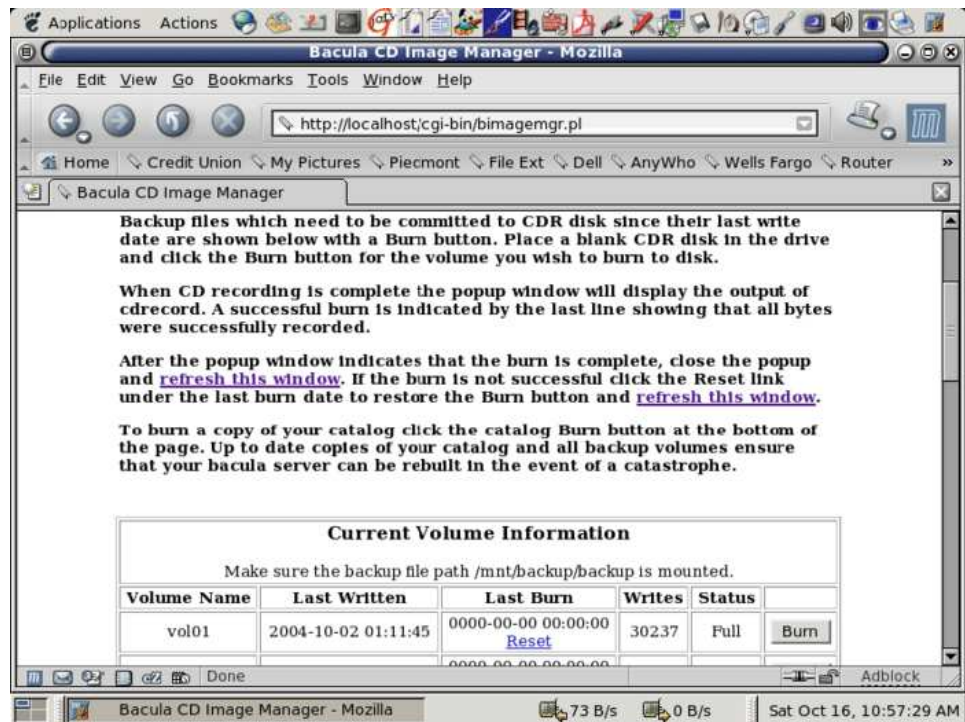 Applications Actions
Bacula CD Image Manager - Mozilla
File Edit View Go Bookmarks Tools Window Help
http://localhost/cgi-bin/bimagemgr.pl
Home Credit Union My Pictures Piecmont File Ext Dell AnyWho Wells Fargo Router »
Bacula CD Image Manager
Backup files which need to be committed to CDR disk since their last write
date are shown below with a Burn button. Place a blank CDR disk in the drive
and click the Burn button for the volume you wish to burn to disk.
When CD recording is complete the popup window will display the output of
cdrecord. A successful burn is indicated by the last line showing that all bytes
were successfully recorded.
After the popup window indicates that the burn is complete, close the popup
and refresh this window. If the burn is not successful click the Reset link
under the last burn date to restore the Burn button and refresh this window.
To burn a copy of your catalog click the catalog Burn button at the bottom of
the page. Up to date copies of your catalog and all backup volumes ensure
that your bacula server can be rebuilt in the event of a catastrophe.
Current Volume Information
Make sure the backup file path /mnt/backup/backup is mounted.
Volume Name Last Written Last Burn Writes Status
vol01 2004-10-02 01:11:45 0000-00-00 00:00:00 30237 Full Burn
Reset
0000-00-00 00:00:00
Done Adblock
Bacula CD Image Manager - Mozilla 73 B/s 0 B/s Sat Oct 16, 10:57:29 AM